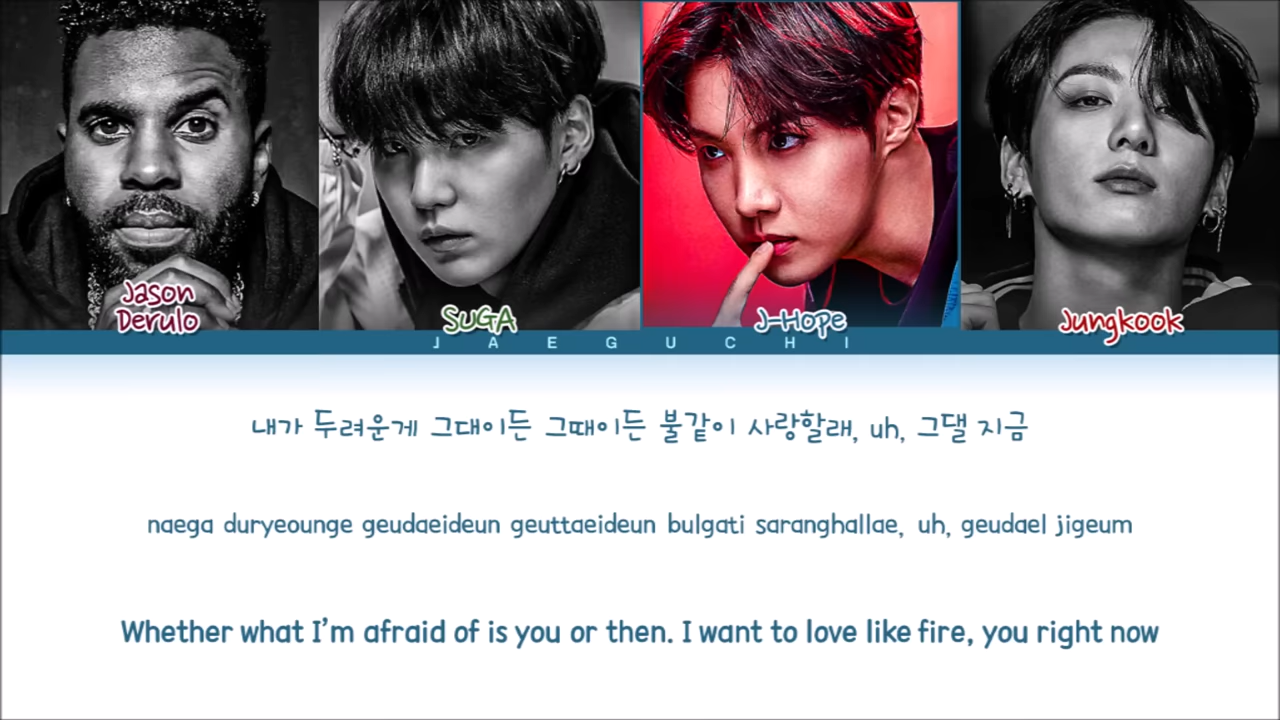 Jason
Derulo
SUGA
J-Hope
Jungkook
JAEGUCHI
내가 두려운게 그대이든 그때이든 불같이 사랑할래, uh, 그댈 지금
naega duryeounge geudaeideun geuttaeideun bulgati saranghallae, uh, geudael jigeum
Whether what I'm afraid of is you or then. I want to love like fire, you right now